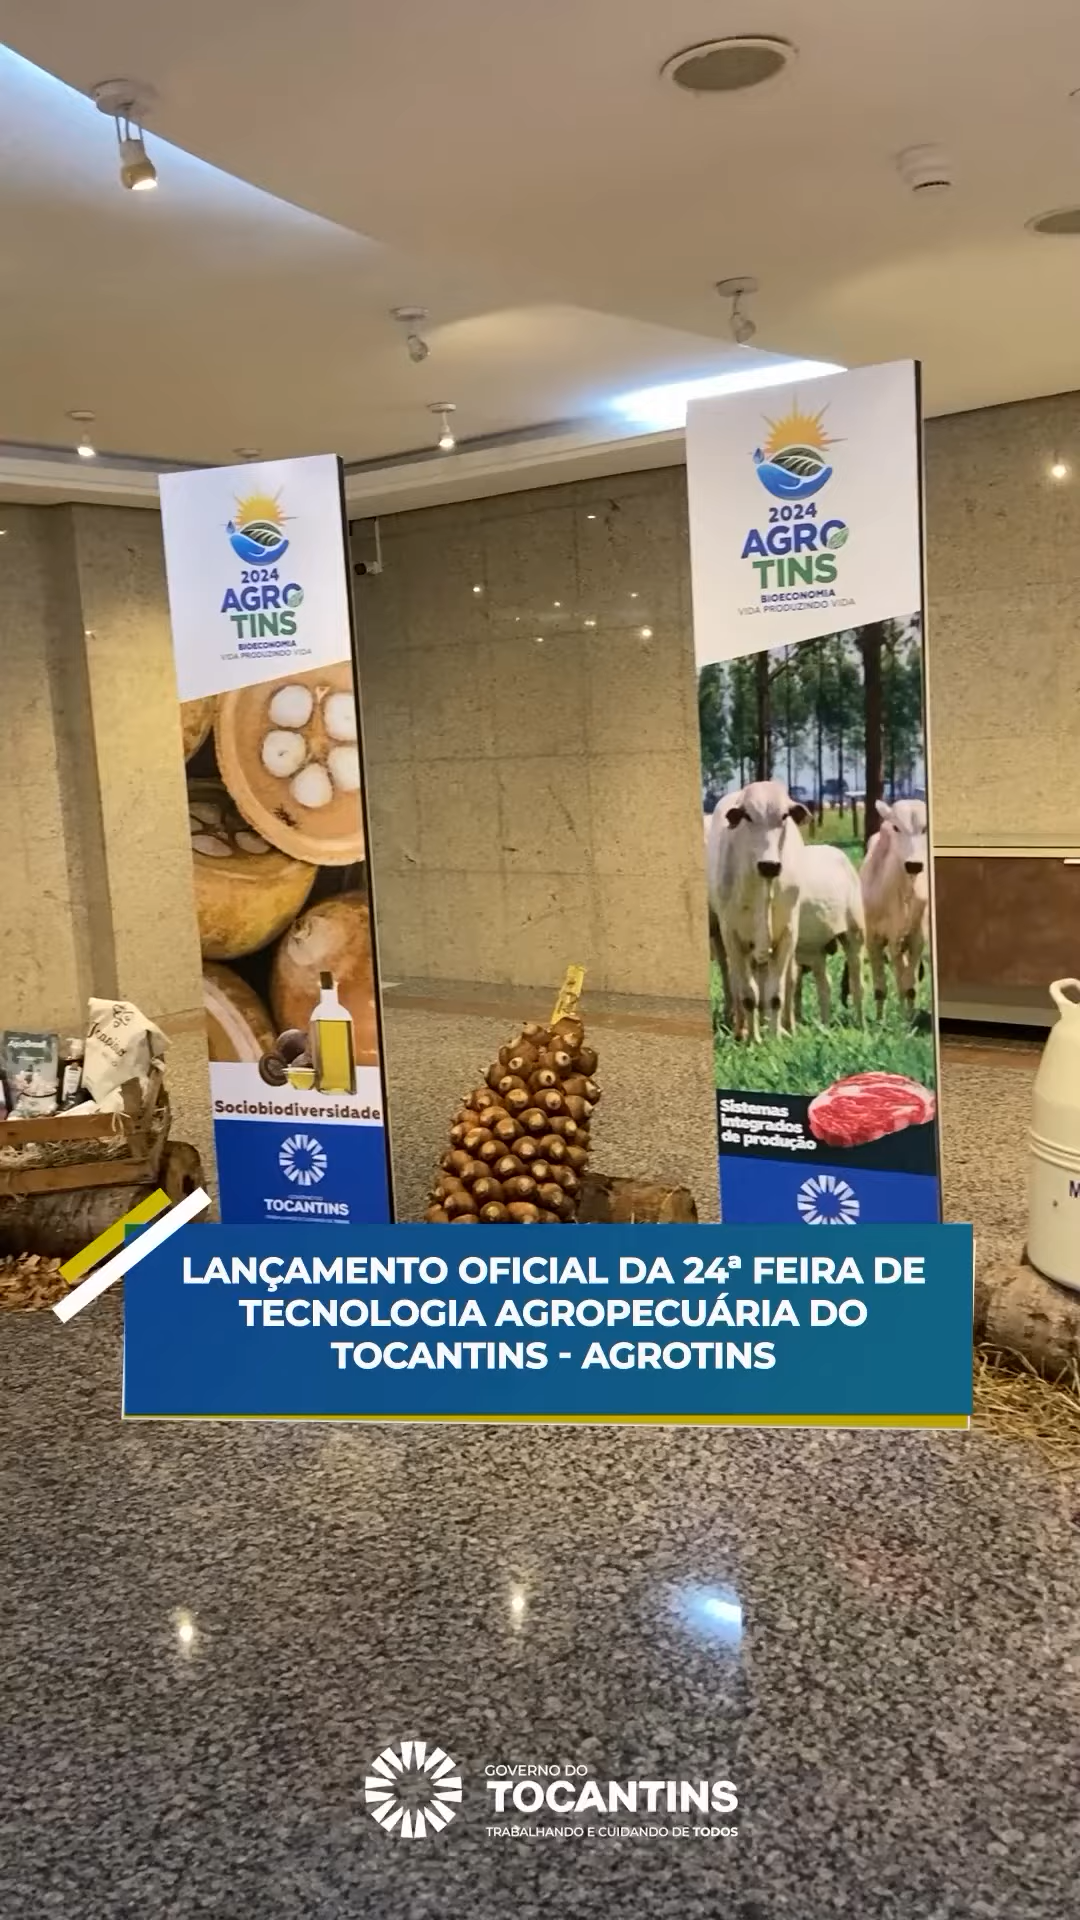 2024
AGRO
TINS
BIOECONOMIA
VIDA PRODUZINDO VIDA
Sociobiodiversidade
GOVERNO DO
TOCANTINS
2024
AGRO
TINS
BIOECONOMIA
VIDA PRODUZINDO VIDA
Sistemas
integrados
de produção
M
LANÇAMENTO OFICIAL DA 24ª FEIRA DE
TECNOLOGIA AGROPECUÁRIA DO
TOCANTINS - AGROTINS
GOVERNO DO
TOCANTINS
TRABALHANDO E CUIDANDO DE TODOS